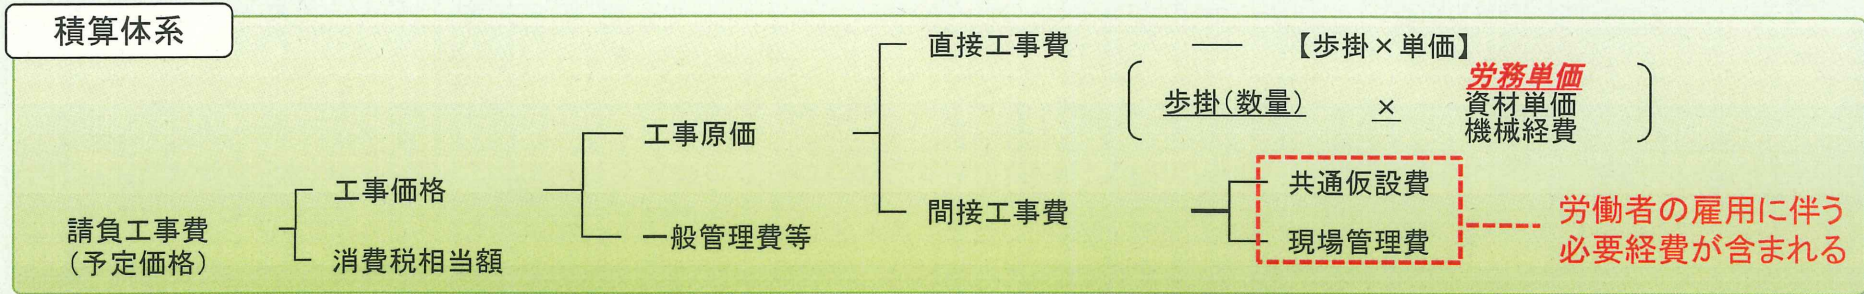 積算体系
直接工事費
【歩掛×単価】
歩掛(数量) ×
労務単価
資材単価
機械経費
工事原価
工事価格
間接工事費
共通仮設費
現場管理費
労働者の雇用に伴う
必要経費が含まれる
一般管理費等
請負工事費
(予定価格)
消費税相当額